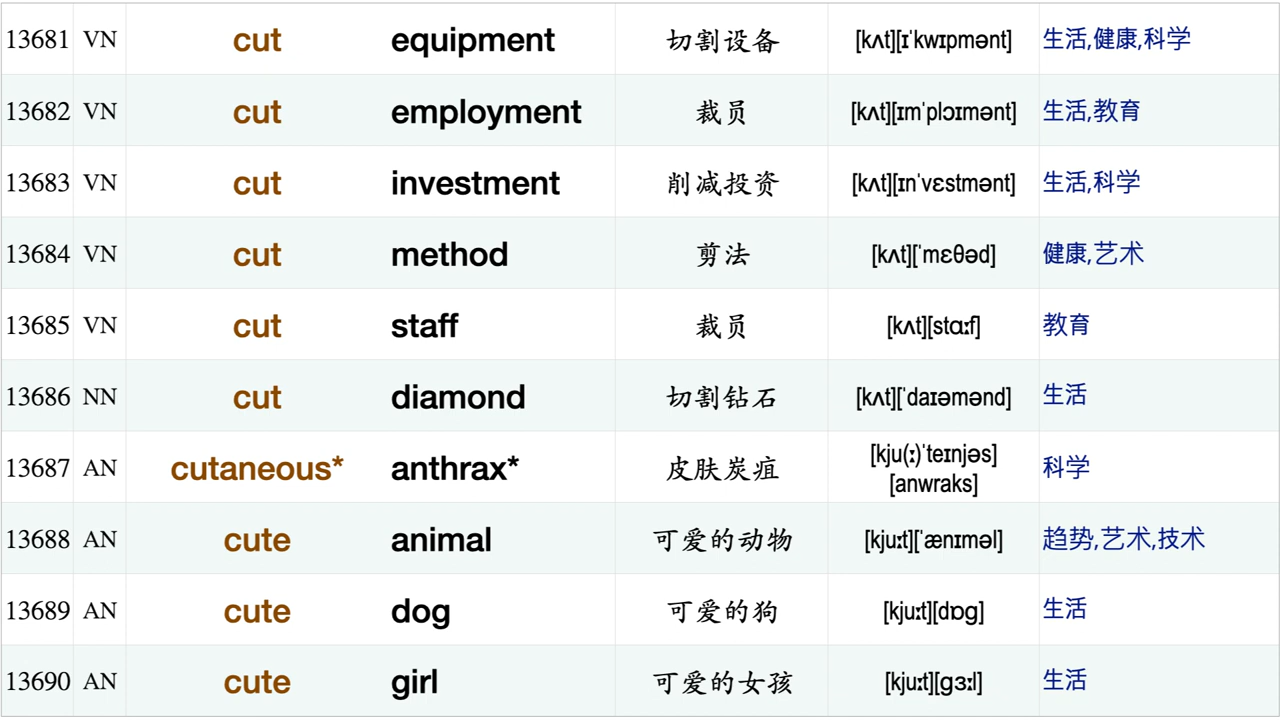 13681 VN cut equipment 切割设备 [kʌt][ɪˈkwɪpmənt] 生活,健康,科学
13682 VN cut employment 裁员 [kʌt][ɪmˈplɔɪmənt] 生活,教育
13683 VN cut investment 削减投资 [kʌt][ɪnˈvɛstmənt] 生活,科学
13684 VN cut method 剪法 [kʌt][ˈmɛθəd] 健康,艺术
13685 VN cut staff 裁员 [kʌt][stɑːf] 教育
13686 NN cut diamond 切割钻石 [kʌt][ˈdaɪəmənd] 生活
13687 AN cutaneous* anthrax* 皮肤炭疽 [kju(ː)ˈteɪnjəs] 科学
[anwraks]
13688 AN cute animal 可爱的动物 [kjuːt][ˈænɪməl] 趋势,艺术,技术
13689 AN cute dog 可爱的狗 [kjuːt][dɒg] 生活
13690 AN cute girl 可爱的女孩 [kjuːt][gɜːl] 生活